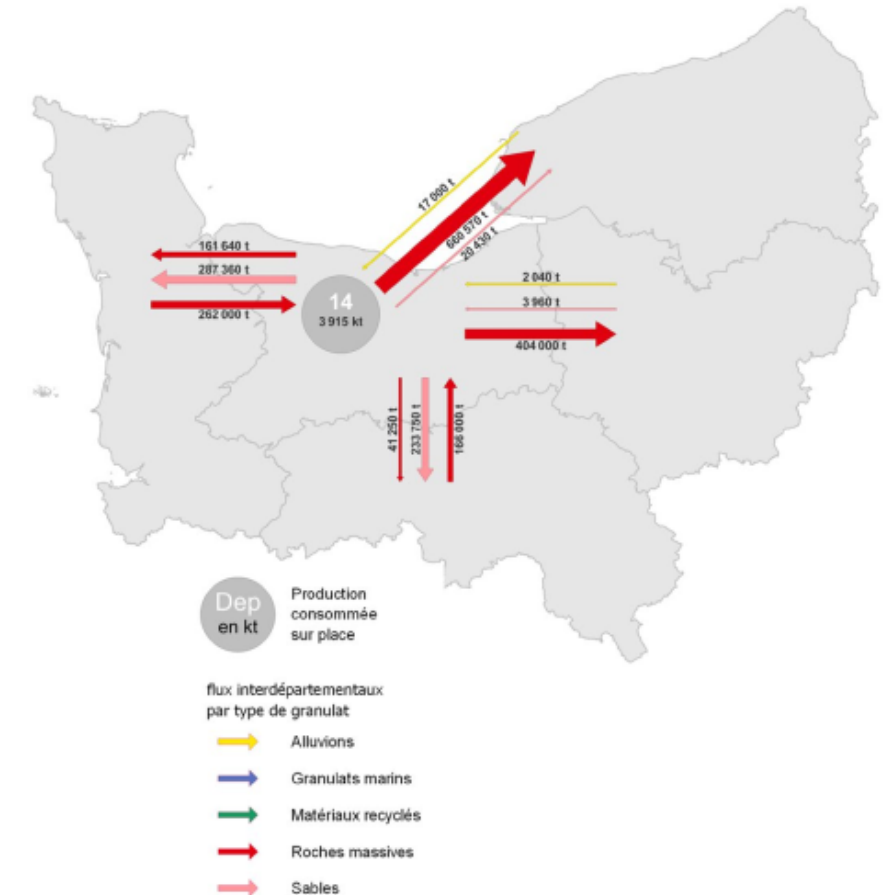 17 000 t
660 570 t
20 430 t
161 640 t
287 360 t
262 000 t
14
3 915 kt
2 040 t
3 960 t
404 000 t
41 250 t
233 750 t
166 000 t
Dep
en kt
Production
consommée
sur place
flux interdépartementaux
par type de granulat
Alluvions
Granulats marins
Matériaux recyclés
Roches massives
Sables